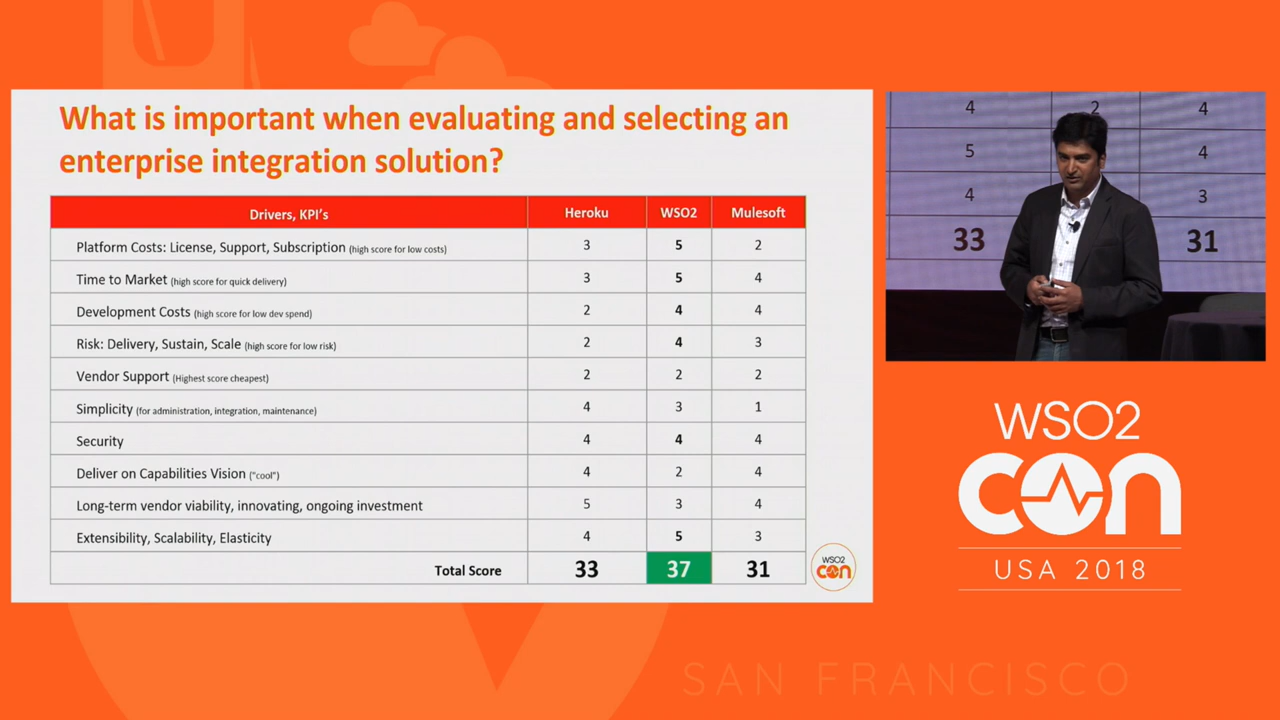 What is important when evaluating and selecting an
enterprise integration solution?
Drivers, KPI's Heroku WSO2 Mulesoft
Platform Costs: License, Support, Subscription (high score for low costs) 3 5 2
Time to Market (high score for quick delivery) 3 5 4
Development Costs (high score for low dev spend) 2 4 4
Risk: Delivery, Sustain, Scale (high score for low risk) 2 4 3
Vendor Support (Highest score cheapest) 2 2 2
Simplicity (for administration, integration, maintenance) 4 3 1
Security 4 4 4
Deliver on Capabilities Vision ("cool") 4 2 4
Long-term vendor viability, innovating, ongoing investment 5 3 4
Extensibility, Scalability, Elasticity 4 5 3
Total Score 33 37 31
WSO2
con
4 2 4
5 4
4 3
33 31
WSO2
con
USA 2018
SAN FRANCISCO